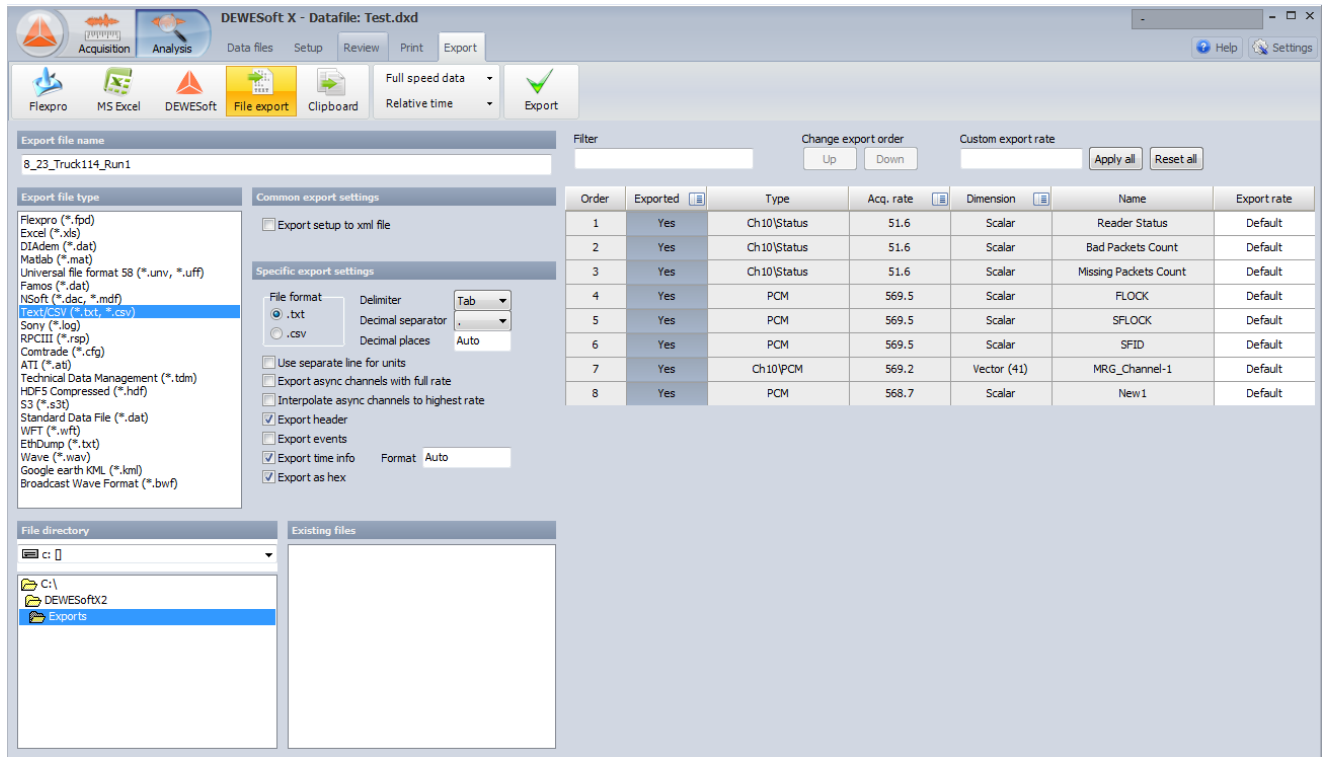 DEWESoft X - Datafile: Test.dxd
-
Acquisition Analysis Data files Setup Review Print Export Help Settings
Flexpro MS Excel DEWESoft File export Clipboard Full speed data Relative time Export
Export file name
8_23_Truck114_Run1
Export file type
Flexpro (*.fpd)
Excel (*.xls)
DIAdem (*.dat)
Matlab (*.mat)
Universal file format 58 (*.unv, *.uff)
Famos (*.dat)
NSoft (*.dac, *.mdf)
Text/CSV (*.txt, *.csv)
Sony (*.log)
RPCIII (*.rsp)
Comtrade (*.cfg)
ATI (*.ati)
Technical Data Management (*.tdm)
HDF5 Compressed (*.hdf)
S3 (*.s3t)
Standard Data File (*.dat)
WFT (*.wft)
EthDump (*.txt)
Wave (*.wav)
Google earth KML (*.kml)
Broadcast Wave Format (*.bwf)
Common export settings
Export setup to xml file
Specific export settings
File format
.txt
.csv
Delimiter Tab
Decimal separator .
Decimal places Auto
Use separate line for units
Export async channels with full rate
Interpolate async channels to highest rate
Export header
Export events
Export time info Format Auto
Export as hex
File directory
c: []
C:\
DEWESoftX2
Exports
Existing files
Filter Change export order Custom export rate
Up Down Apply all Reset all
Order Exported Type Acq. rate Dimension Name Export rate
1 Yes Ch10\Status 51.6 Scalar Reader Status Default
2 Yes Ch10\Status 51.6 Scalar Bad Packets Count Default
3 Yes Ch10\Status 51.6 Scalar Missing Packets Count Default
4 Yes PCM 569.5 Scalar FLOCK Default
5 Yes PCM 569.5 Scalar SFLOCK Default
6 Yes PCM 569.5 Scalar SFID Default
7 Yes Ch10\PCM 569.2 Vector (41) MRG_Channel-1 Default
8 Yes PCM 568.7 Scalar New1 Default